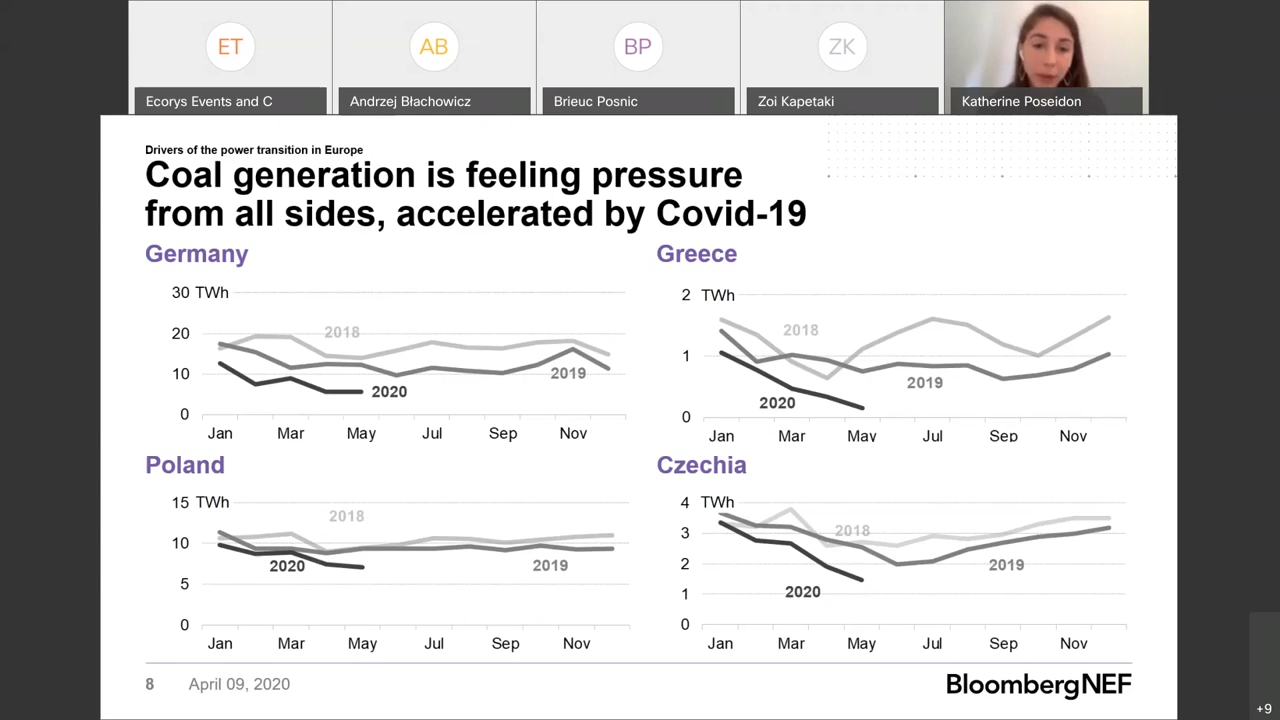 ET
AB
BP
ZK
Ecorys Events and C
Andrzej Błachowicz
Brieuc Posnic
Zoi Kapetaki
Katherine Poseidon
Drivers of the power transition in Europe
Coal generation is feeling pressure
from all sides, accelerated by Covid-19
Germany
30 TWh
20
10
0
2018
2019
2020
Jan Mar May Jul Sep Nov
Greece
2 TWh
1
0
2018
2019
2020
Jan Mar May Jul Sep Nov
Poland
15 TWh
10
5
0
2018
2020
2019
Jan Mar May Jul Sep Nov
Czechia
4 TWh
3
2
1
0
2018
2019
2020
Jan Mar May Jul Sep Nov
8 April 09, 2020
BloombergNEF
+9